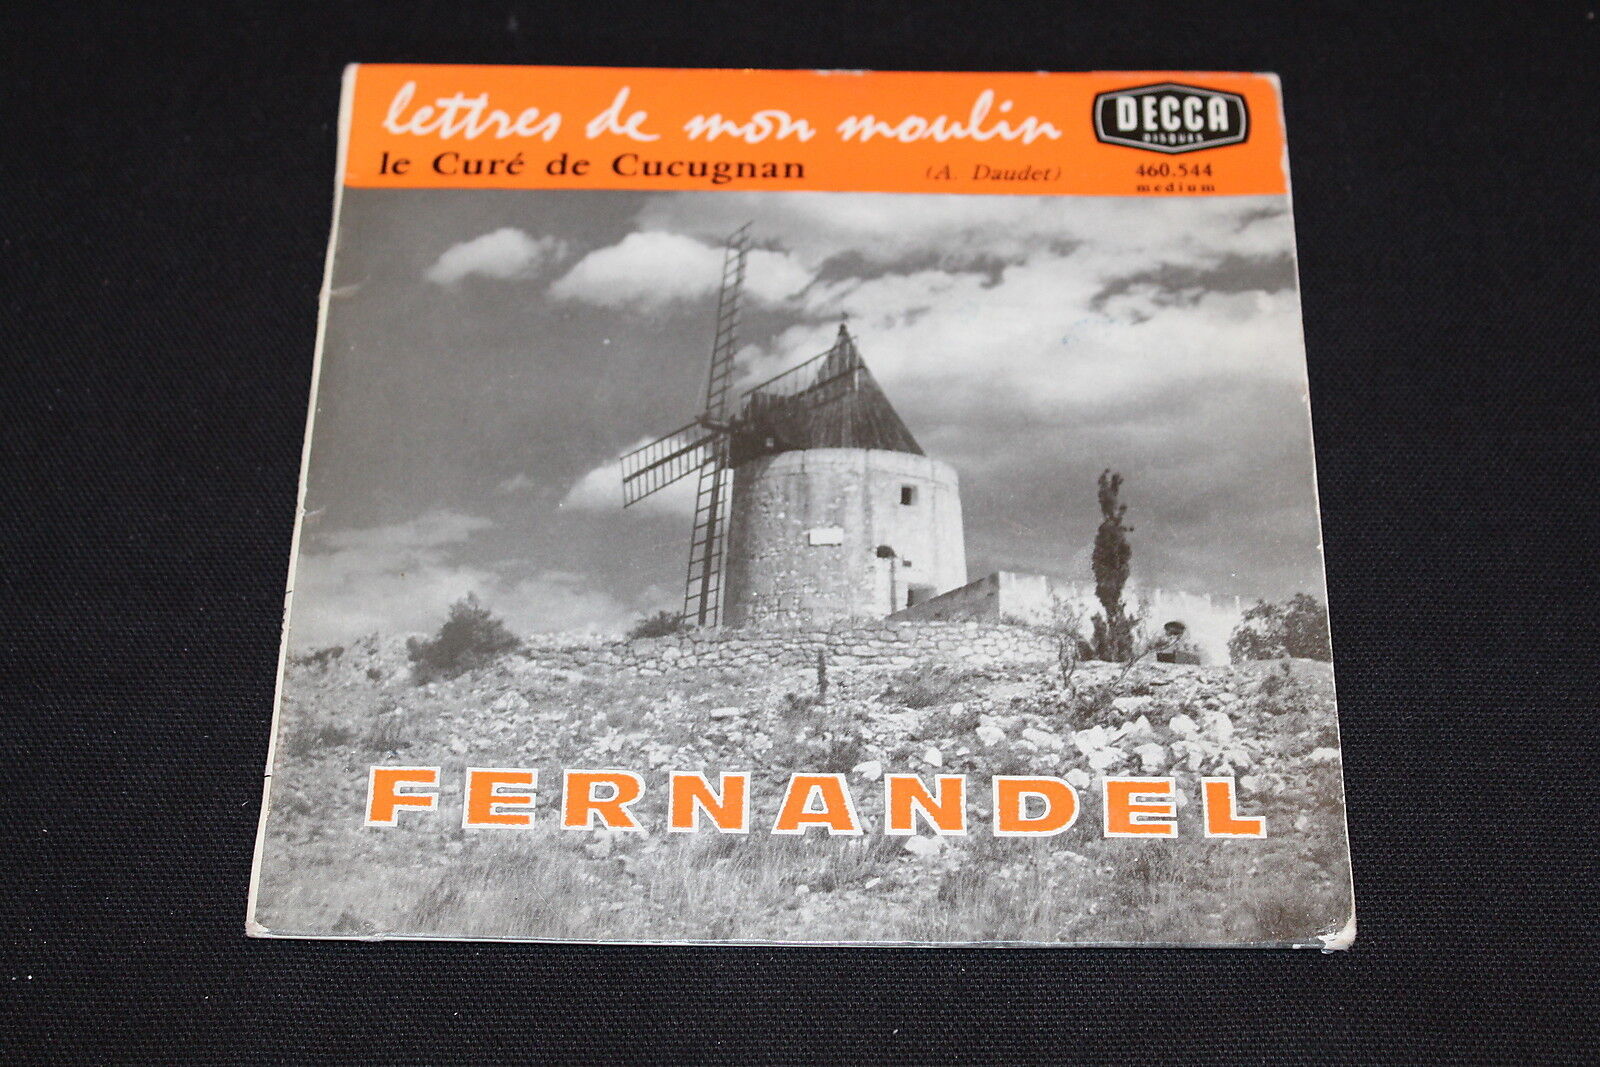 lettres de mon moulin
le Curé de Cucugnan
(A. Daudet)
DECCA
DISQUES
460.544
medium
FERNANDEL